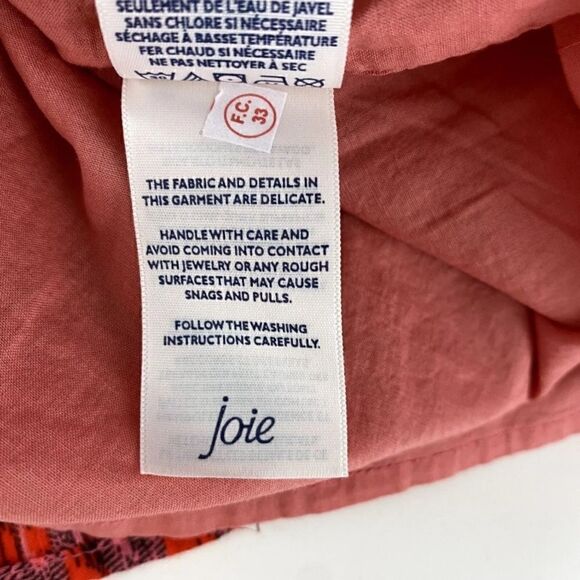 SEULEMENT DE L'EAU DE JAVEL
SANS CHLORE SI NÉCESSAIRE
SÉCHAGE À BASSE TEMPÉRATURE
FER CHAUD SI NÉCESSAIRE
NE PAS NETTOYER À SEC
F.C.
33
THE FABRIC AND DETAILS IN
THIS GARMENT ARE DELICATE.
HANDLE WITH CARE AND
AVOID COMING INTO CONTACT
WITH JEWELRY OR ANY ROUGH
SURFACES THAT MAY CAUSE
SNAGS AND PULLS.
FOLLOW THE WASHING
INSTRUCTIONS CAREFULLY.
joie